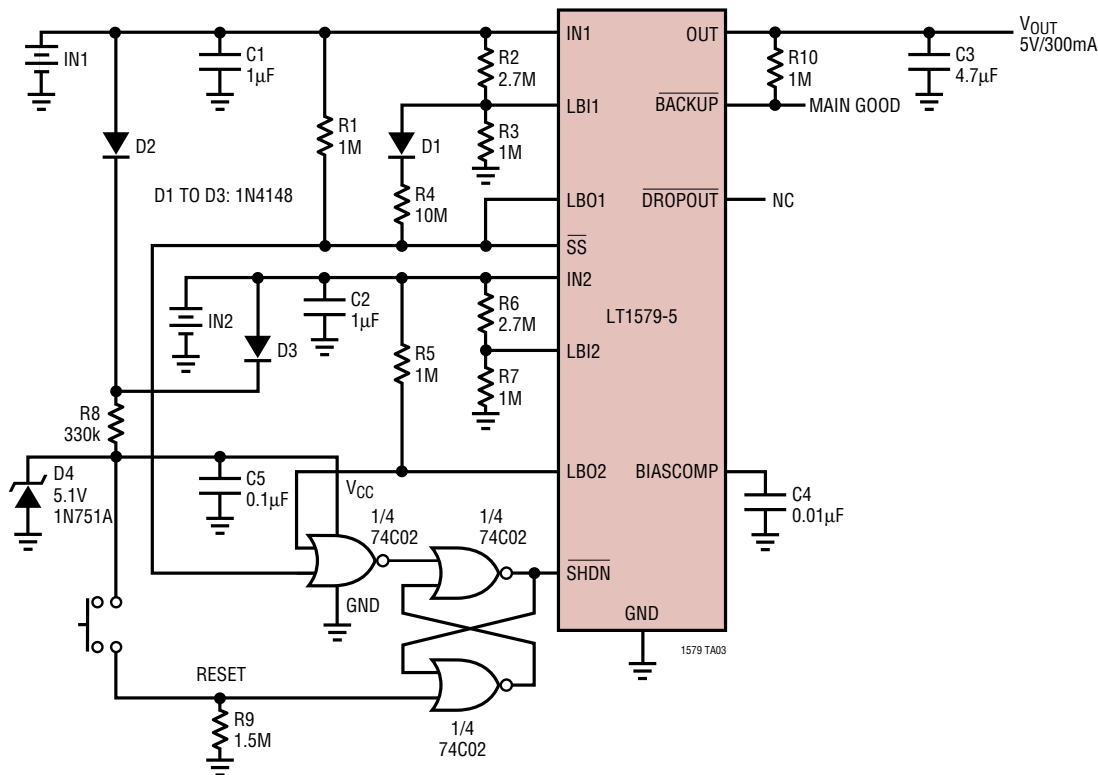 IN1
C1
1µF
R1
1M
R2
2.7M
R3
1M
D1
R4
10M
D2
D1 TO D3: 1N4148
IN1
LBI1
LBO1
SS
IN2
LBI2
LBO2
SHDN
GND
OUT
BACKUP
DROPOUT
BIASCOMP
LT1579-5
VOUT
5V/300mA
R10
1M
C3
4.7µF
MAIN GOOD
NC
C4
0.01µF
1579 TA03
IN2
D3
C2
1µF
R5
1M
R6
2.7M
R7
1M
R8
330k
D4
5.1V
1N751A
C5
0.1µF
VCC
1/4
74C02
1/4
74C02
GND
RESET
R9
1.5M
1/4
74C02